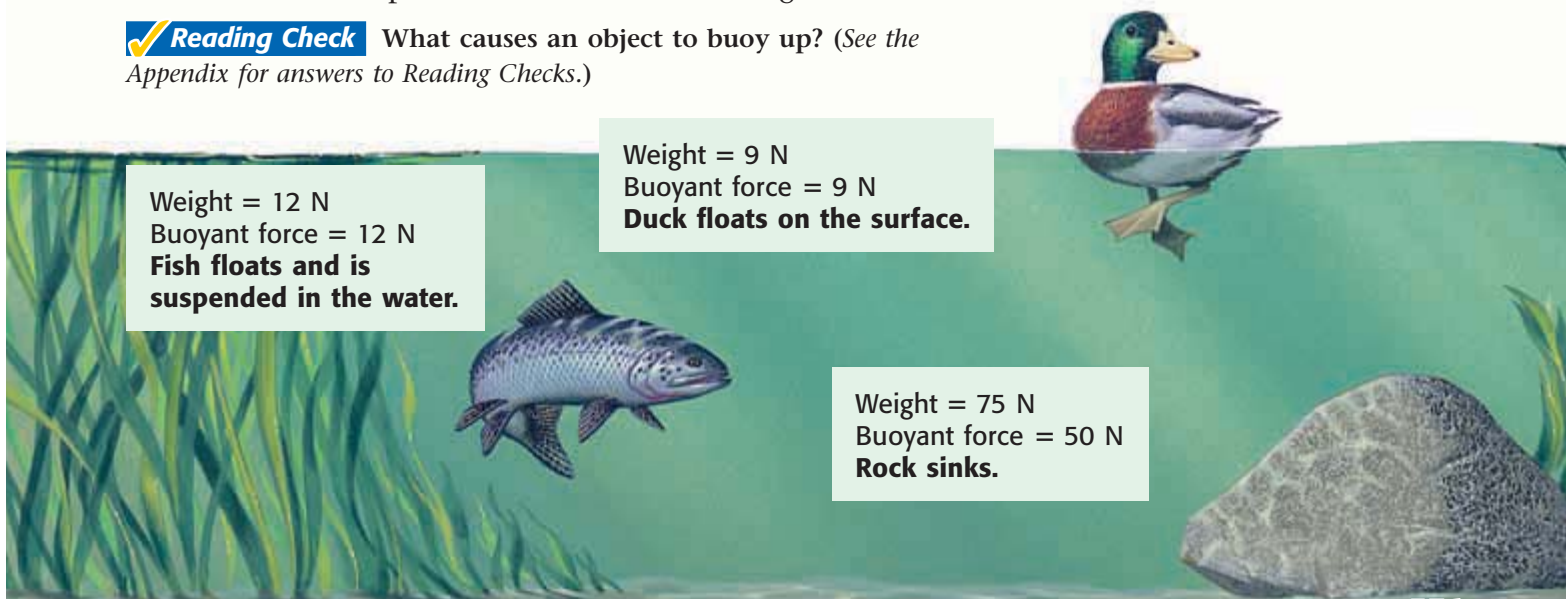 Reading Check What causes an object to buoy up? (See the
Appendix for answers to Reading Checks.)
Weight = 9 N
Buoyant force = 9 N
Duck floats on the surface.
Weight = 12 N
Buoyant force = 12 N
Fish floats and is
suspended in the water.
Weight = 75 N
Buoyant force = 50 N
Rock sinks.